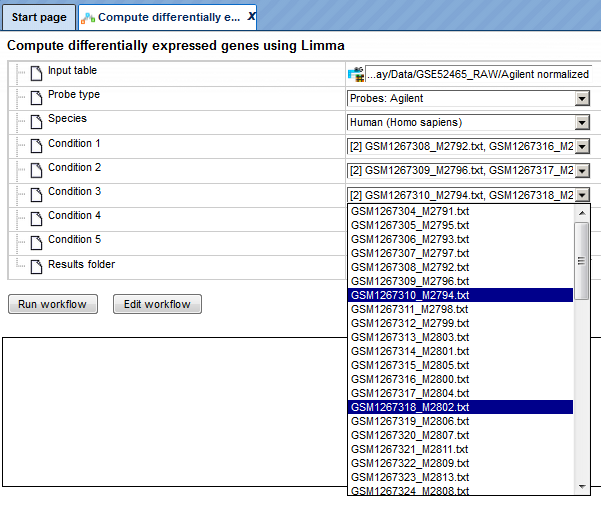 Start page
Compute differentially e... X
Compute differentially expressed genes using Limma
Input table
...ay/Data/GSE52465_RAW/Agilent normalized
Probe type
Probes: Agilent
Species
Human (Homo sapiens)
Condition 1
[2] GSM1267308_M2792.txt, GSM1267316_M2
Condition 2
[2] GSM1267309_M2796.txt, GSM1267317_M2
Condition 3
[2] GSM1267310_M2794.txt, GSM1267318_M2
Condition 4
Condition 5
Results folder
GSM1267304_M2791.txt
GSM1267305_M2795.txt
GSM1267306_M2793.txt
GSM1267307_M2797.txt
GSM1267308_M2792.txt
GSM1267309_M2796.txt
GSM1267310_M2794.txt
GSM1267311_M2798.txt
GSM1267312_M2799.txt
GSM1267313_M2803.txt
GSM1267314_M2801.txt
GSM1267315_M2805.txt
GSM1267316_M2800.txt
GSM1267317_M2804.txt
GSM1267318_M2802.txt
GSM1267319_M2806.txt
GSM1267320_M2807.txt
GSM1267321_M2811.txt
GSM1267322_M2809.txt
GSM1267323_M2813.txt
GSM1267324_M2808.txt
Run workflow
Edit workflow